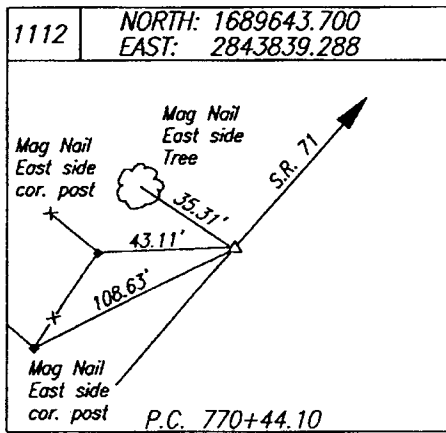 1112
NORTH: 1689643.700
EAST: 2843839.288
Mag Nail
East side
Tree
Mag Nail
East side
cor. post
35.31'
S.R. 71
43.11'
108.63'
Mag Nail
East side
cor. post
P.C. 770+44.10